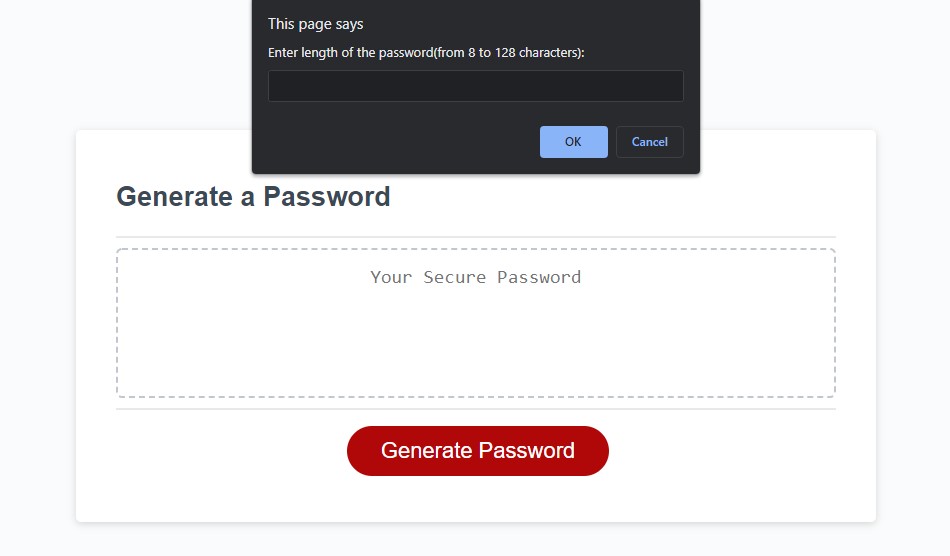 This page says
Enter length of the password(from 8 to 128 characters):
OK
Cancel
Generate a Password
Your Secure Password
Generate Password